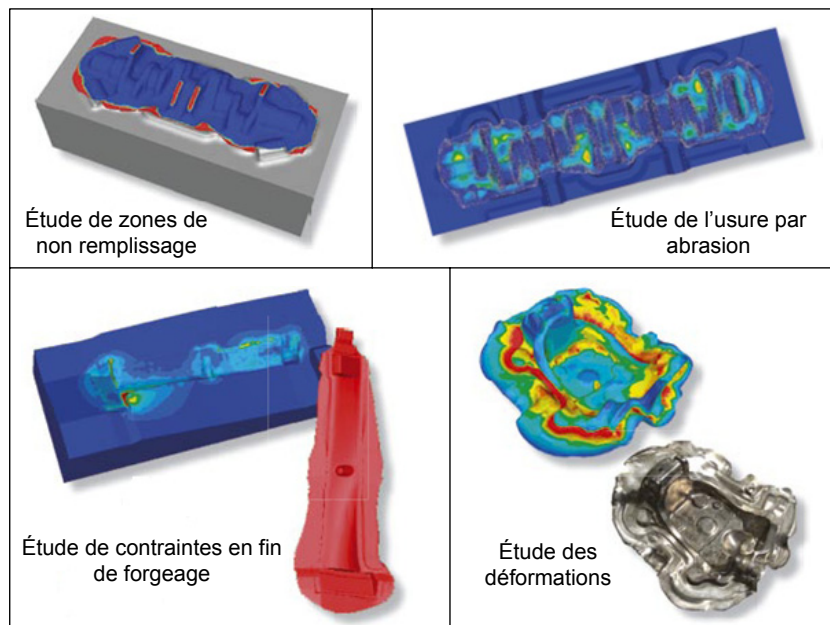 Étude de zones de
non remplissage
Étude de l’usure par
abrasion
Étude de contraintes en fin
de forgeage
Étude des
déformations